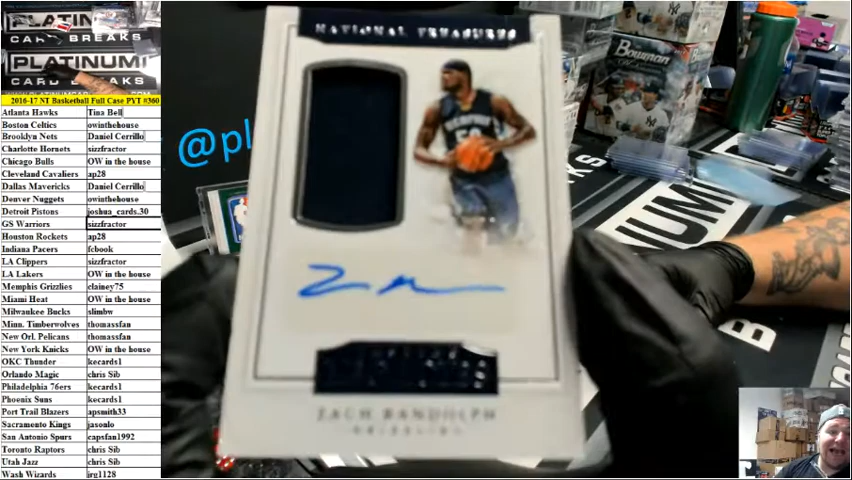 PLATINUM
CARD BREAKS
PLATINUM
CARD BREAKS
2016-17 NT Basketball Full Case PYT #360
Atlanta Hawks Tina Bell
Boston Celtics owinthehouse
Brooklyn Nets Daniel Cerrillo
Charlotte Hornets sizzfractor
Chicago Bulls OW in the house
Cleveland Cavaliers ap28
Dallas Mavericks Daniel Cerrillo
Denver Nuggets owinthehouse
Detroit Pistons joshua_cards.30
GS Warriors sizzfractor
Houston Rockets ap28
Indiana Pacers fcbook
LA Clippers sizzfractor
LA Lakers OW in the house
Memphis Grizzlies clainey75
Miami Heat OW in the house
Milwaukee Bucks slimbw
Minn. Timberwolves thomassfan
New Orl. Pelicans thomassfan
New York Knicks OW in the house
OKC Thunder kecards1
Orlando Magic chris Sib
Philadelphia 76ers kecards1
Phoenix Suns kecards1
Port Trail Blazers apsmith33
Sacramento Kings jasonlo
San Antonio Spurs capsfan1992
Toronto Raptors chris Sib
Utah Jazz chris Sib
Wash Wizards jrg1128
NATIONAL TREASURES
MEMPHIS
50
ZACH RANDOLPH
GRIZZLIES
@pl
Bowman
PLATINUM
B